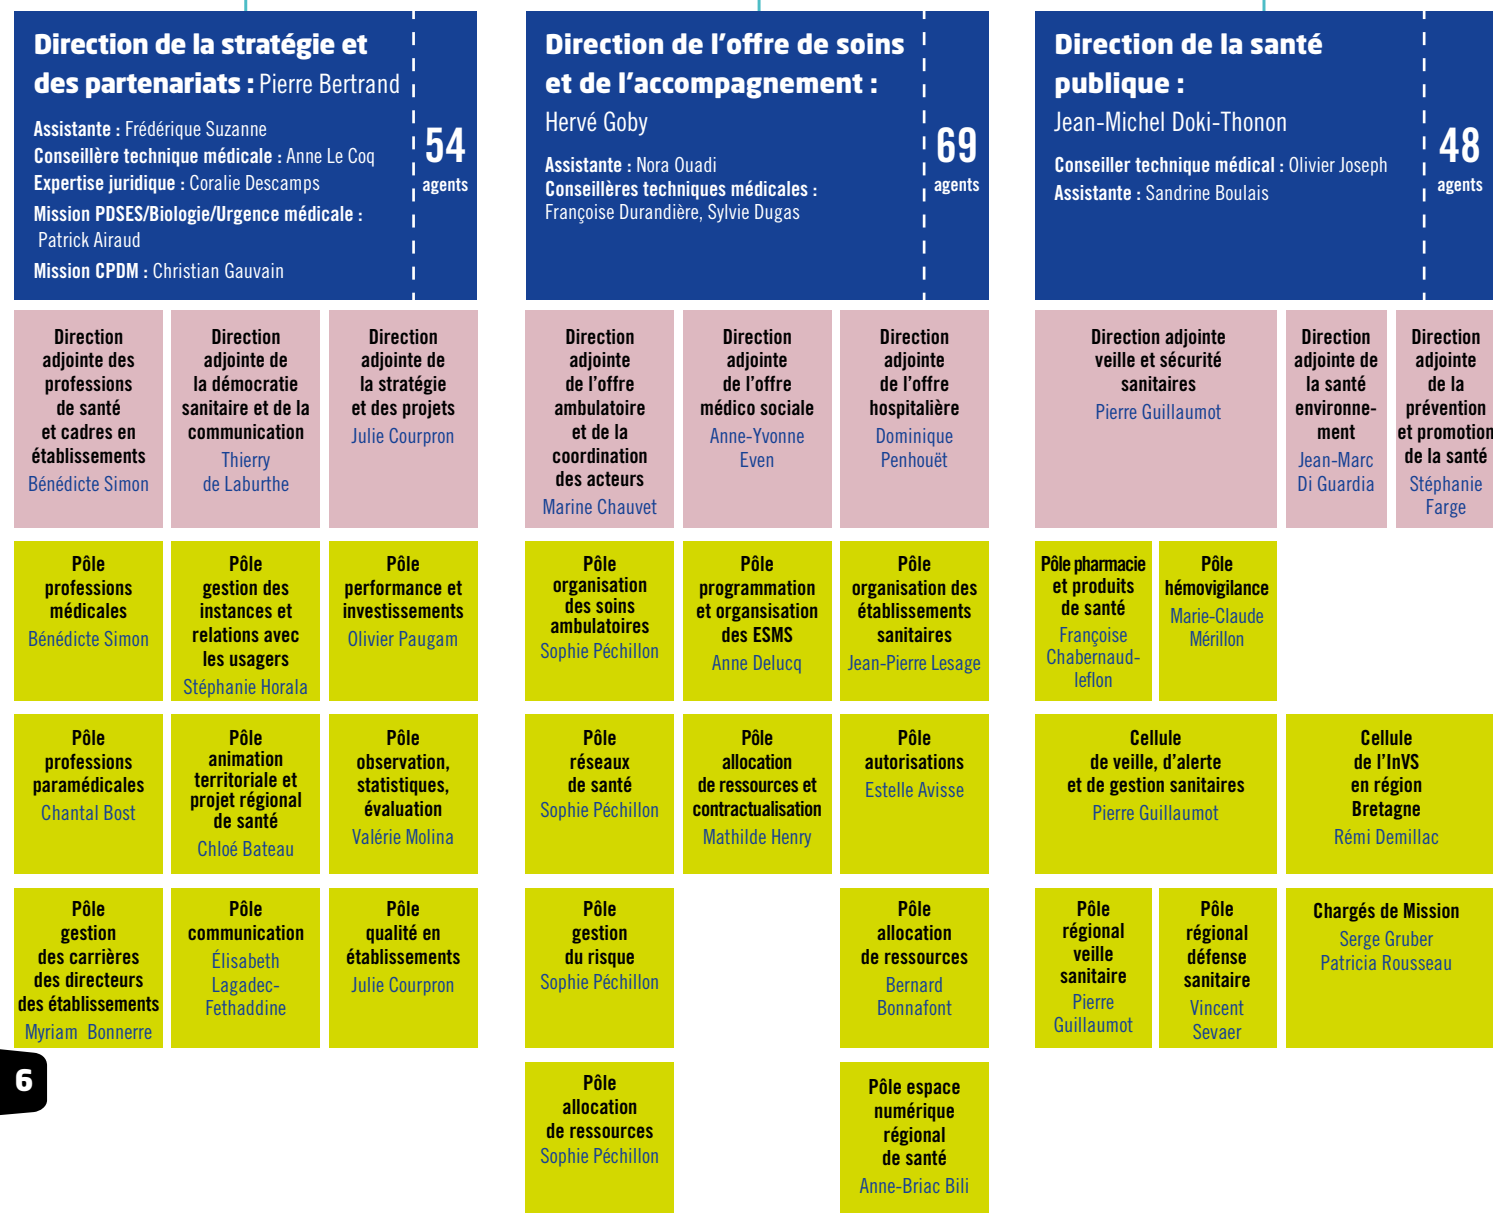 Direction de la stratégie et
des partenariats : Pierre Bertrand
Assistante : Frédérique Suzanne
Conseillère technique médicale : Anne Le Coq
Expertise juridique : Coralie Descamps
Mission PDSES/Biologie/Urgence médicale :
Patrick Airaud
Mission CPDM : Christian Gauvain
54
agents
Direction
adjointe des
professions
de santé
et cadres en
établissements
Bénédicte Simon
Direction
adjointe de
la démocratie
sanitaire et de la
communication
Thierry
de Laburthe
Direction
adjointe de
la stratégie
et des projets
Julie Courpron
Pôle
professions
médicales
Bénédicte Simon
Pôle
gestion des
instances et
relations avec
les usagers
Stéphanie Horala
Pôle
performance et
investissements
Olivier Paugam
Pôle
professions
paramédicales
Chantal Bost
Pôle
animation
territoriale et
projet régional
de santé
Chloé Bateau
Pôle
observation,
statistiques,
évaluation
Valérie Molina
Pôle
gestion
des carrières
des directeurs
des établissements
Myriam Bonnerre
Pôle
communication
Élisabeth
Lagadec-
Fethaddine
Pôle
qualité en
établissements
Julie Courpron
Direction de l'offre de soins
et de l'accompagnement :
Hervé Goby
Assistante : Nora Ouadi
Conseillères techniques médicales :
Françoise Durandière, Sylvie Dugas
69
agents
Direction
adjointe
de l'offre
ambulatoire
et de la
coordination
des acteurs
Marine Chauvet
Direction
adjointe
de l'offre
médico sociale
Anne-Yvonne
Even
Direction
adjointe
de l'offre
hospitalière
Dominique
Penhouët
Pôle
organisation
des soins
ambulatoires
Sophie Péchillon
Pôle
programmation
et organsisation
des ESMS
Anne Delucq
Pôle
organisation des
établissements
sanitaires
Jean-Pierre Lesage
Pôle
réseaux
de santé
Sophie Péchillon
Pôle
allocation
de ressources et
contractualisation
Mathilde Henry
Pôle
autorisations
Estelle Avisse
Pôle
gestion
du risque
Sophie Péchillon
Pôle
allocation
de ressources
Bernard
Bonnafont
Pôle
allocation
de ressources
Sophie Péchillon
Pôle espace
numérique
régional
de santé
Anne-Briac Bili
Direction de la santé
publique :
Jean-Michel Doki-Thonon
Conseiller technique médical : Olivier Joseph
Assistante : Sandrine Boulais
48
agents
Direction adjointe
veille et sécurité
sanitaires
Pierre Guillaumot
Direction
adjointe de
la santé
environne-
ment
Jean-Marc
Di Guardia
Direction
adjointe
de la
prévention
et promotion
de la santé
Stéphanie
Farge
Pôle pharmacie
et produits
de santé
Françoise
Chabernaud-
leflon
Pôle
hémovigilance
Marie-Claude
Mérillon
Cellule
de veille, d'alerte
et de gestion sanitaires
Pierre Guillaumot
Cellule
de l'InVS
en région
Bretagne
Rémi Demillac
Pôle
régional
veille
sanitaire
Pierre
Guillaumot
Pôle
régional
défense
sanitaire
Vincent
Sevaer
Chargés de Mission
Serge Gruber
Patricia Rousseau
6